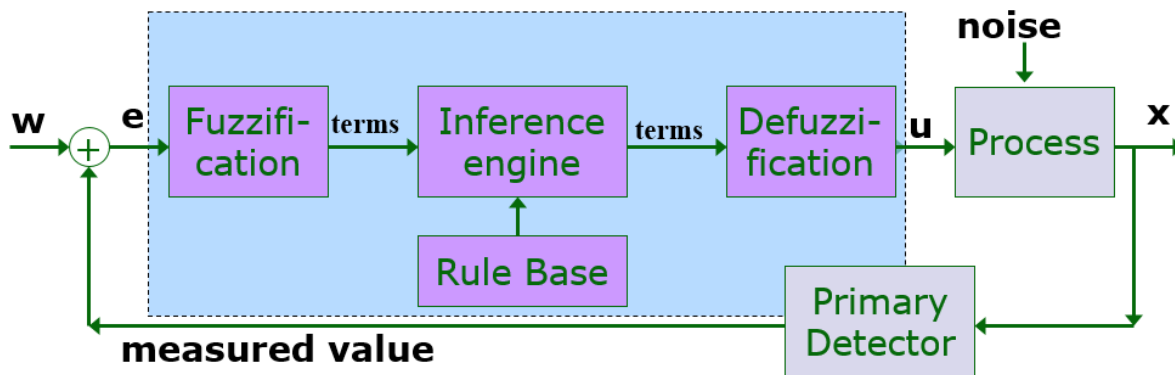 noise
w
+
e
Fuzzifi-
cation
terms
Inference
engine
terms
Defuzzi-
fication
u
Process
x
Rule Base
Primary
Detector
measured value